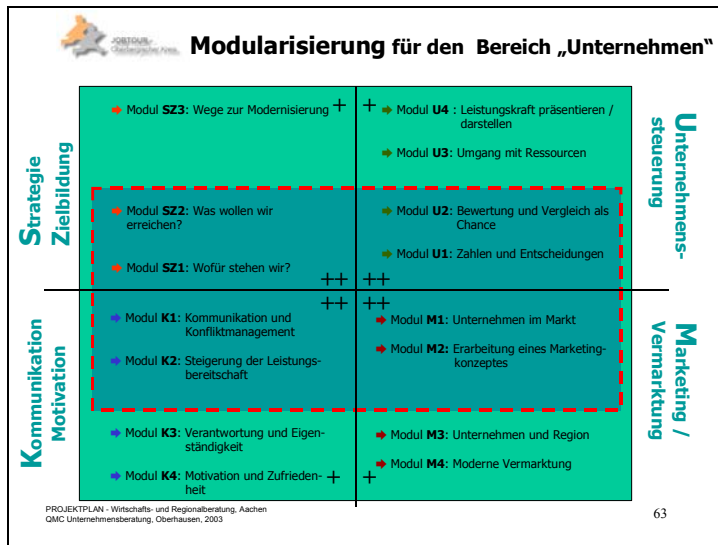 JOBTOUR-
Oberbergischer Kreis
Modularisierung für den Bereich „Unternehmen“
Strategie
Zielbildung
Modul SZ3: Wege zur Modernisierung +
Modul SZ2: Was wollen wir
erreichen?
Modul SZ1: Wofür stehen wir?
++
+ Modul U4 : Leistungskraft präsentieren /
darstellen
Modul U3: Umgang mit Ressourcen
Modul U2: Bewertung und Vergleich als
Chance
Modul U1: Zahlen und Entscheidungen
++
Unternehmens-
steuerung
Kommunikation
Motivation
++
Modul K1: Kommunikation und
Konfliktmanagement
Modul K2: Steigerung der Leistungs-
bereitschaft
Modul K3: Verantwortung und Eigen-
ständigkeit
Modul K4: Motivation und Zufrieden-
heit
+
++
Modul M1: Unternehmen im Markt
Modul M2: Erarbeitung eines Marketing-
konzeptes
Modul M3: Unternehmen und Region
Modul M4: Moderne Vermarktung
+
Marketing /
Vermarktung
PROJEKTPLAN - Wirtschafts- und Regionalberatung, Aachen
QMC Unternehmensberatung, Oberhausen, 2003
63